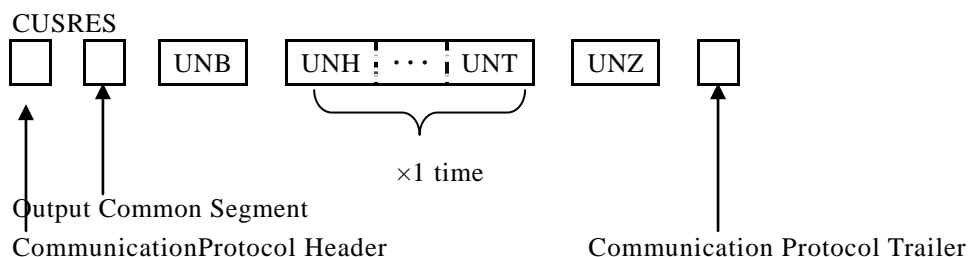 CUSRES
UNB UNH ··· UNT UNZ
×1 time
Output Common Segment
CommunicationProtocol Header Communication Protocol Trailer